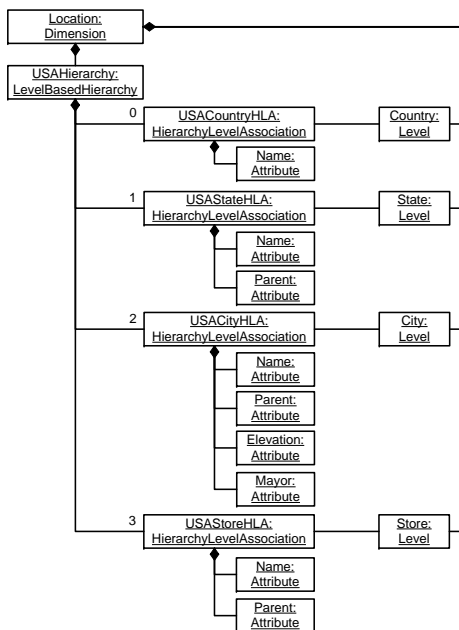 Location:
Dimension
USAHierarchy:
LevelBasedHierarchy
0
USACountryHLA:
HierarchyLevelAssociation
Country:
Level
Name:
Attribute
1
USAStateHLA:
HierarchyLevelAssociation
State:
Level
Name:
Attribute
Parent:
Attribute
2
USACityHLA:
HierarchyLevelAssociation
City:
Level
Name:
Attribute
Parent:
Attribute
Elevation:
Attribute
Mayor:
Attribute
3
USAStoreHLA:
HierarchyLevelAssociation
Store:
Level
Name:
Attribute
Parent:
Attribute